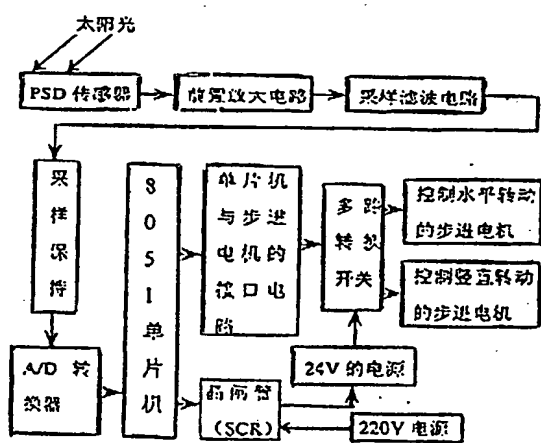 太阳光
PSD 传感器
放大电路
采样滤波电路
采样保持
8051单片机
单片机
与步进
电机的
接口电
路
多路
转换
开关
控制水平转动
的步进电机
控制竖直转动
的步进电机
A/D 转
换器
晶闸管
(SCR)
24V 的电源
220V 电源